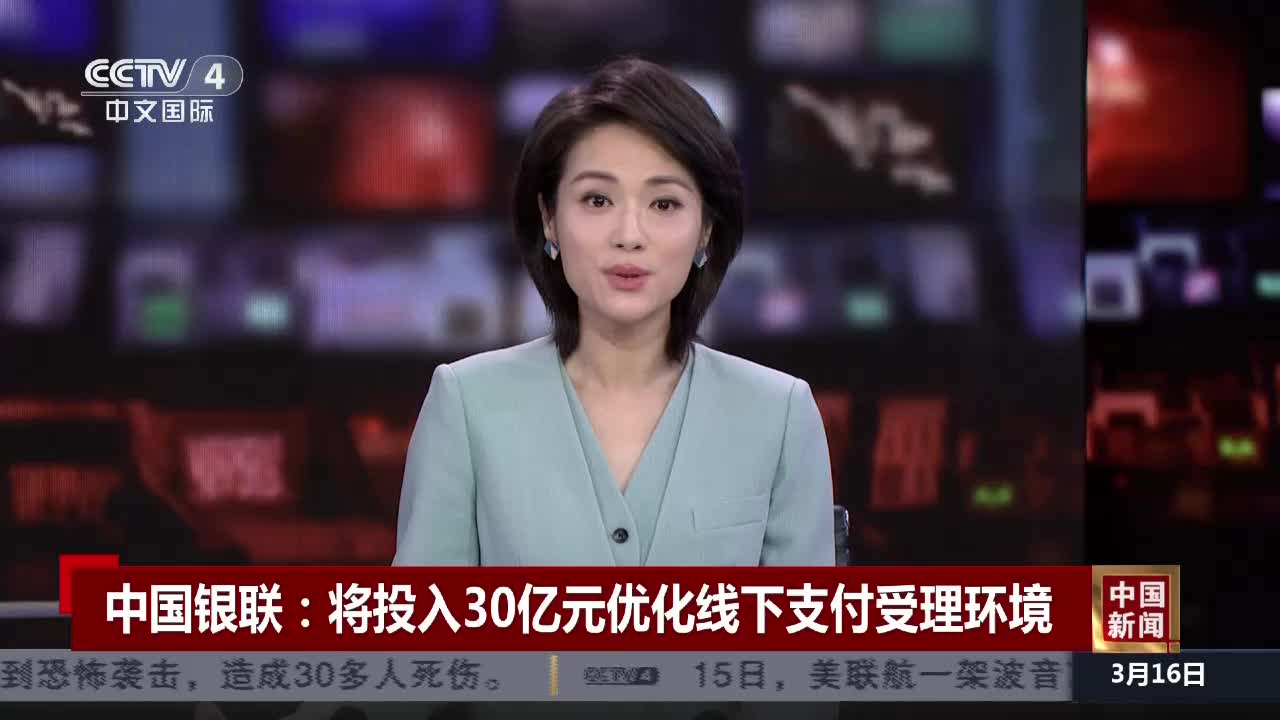 CCTV 4
中文国际
中国银联：将投入30亿元优化线下支付受理环境
中国
新闻
到恐怖袭击，造成30多人死伤。 CCTV 4 15日，美联航一架波音
3月16日